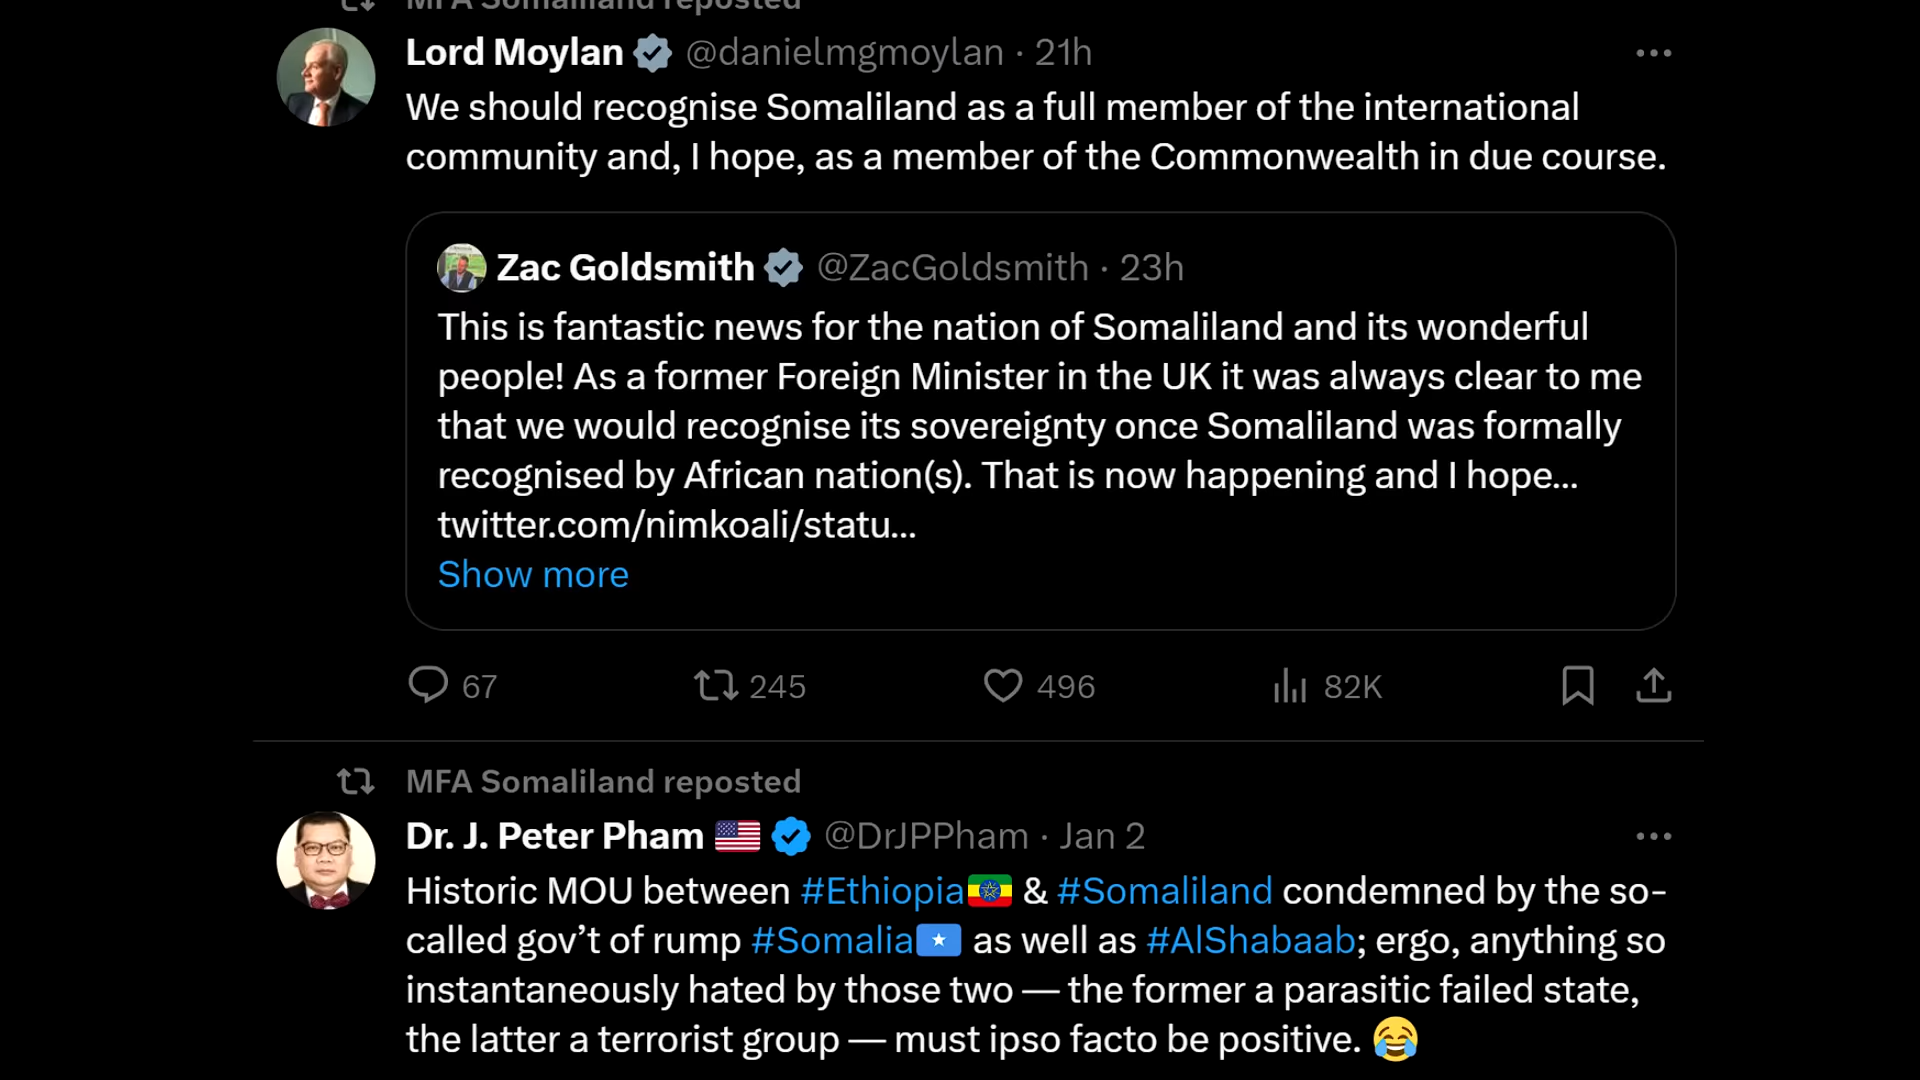 MFA Somaliland reposted
Lord Moylan @danielmgmoylan · 21h
We should recognise Somaliland as a full member of the international
community and, I hope, as a member of the Commonwealth in due course.
Zac Goldsmith @ZacGoldsmith · 23h
This is fantastic news for the nation of Somaliland and its wonderful
people! As a former Foreign Minister in the UK it was always clear to me
that we would recognise its sovereignty once Somaliland was formally
recognised by African nation(s). That is now happening and I hope...
twitter.com/nimkoali/statu...
Show more
67 245 496 82K
MFA Somaliland reposted
Dr. J. Peter Pham 🇺🇸 @DrJPPham · Jan 2
Historic MOU between #Ethiopia🇪🇹 & #Somaliland condemned by the so-
called gov’t of rump #Somalia🇸🇴 as well as #AlShabaab; ergo, anything so
instantaneously hated by those two — the former a parasitic failed state,
the latter a terrorist group — must ipso facto be positive. 😂